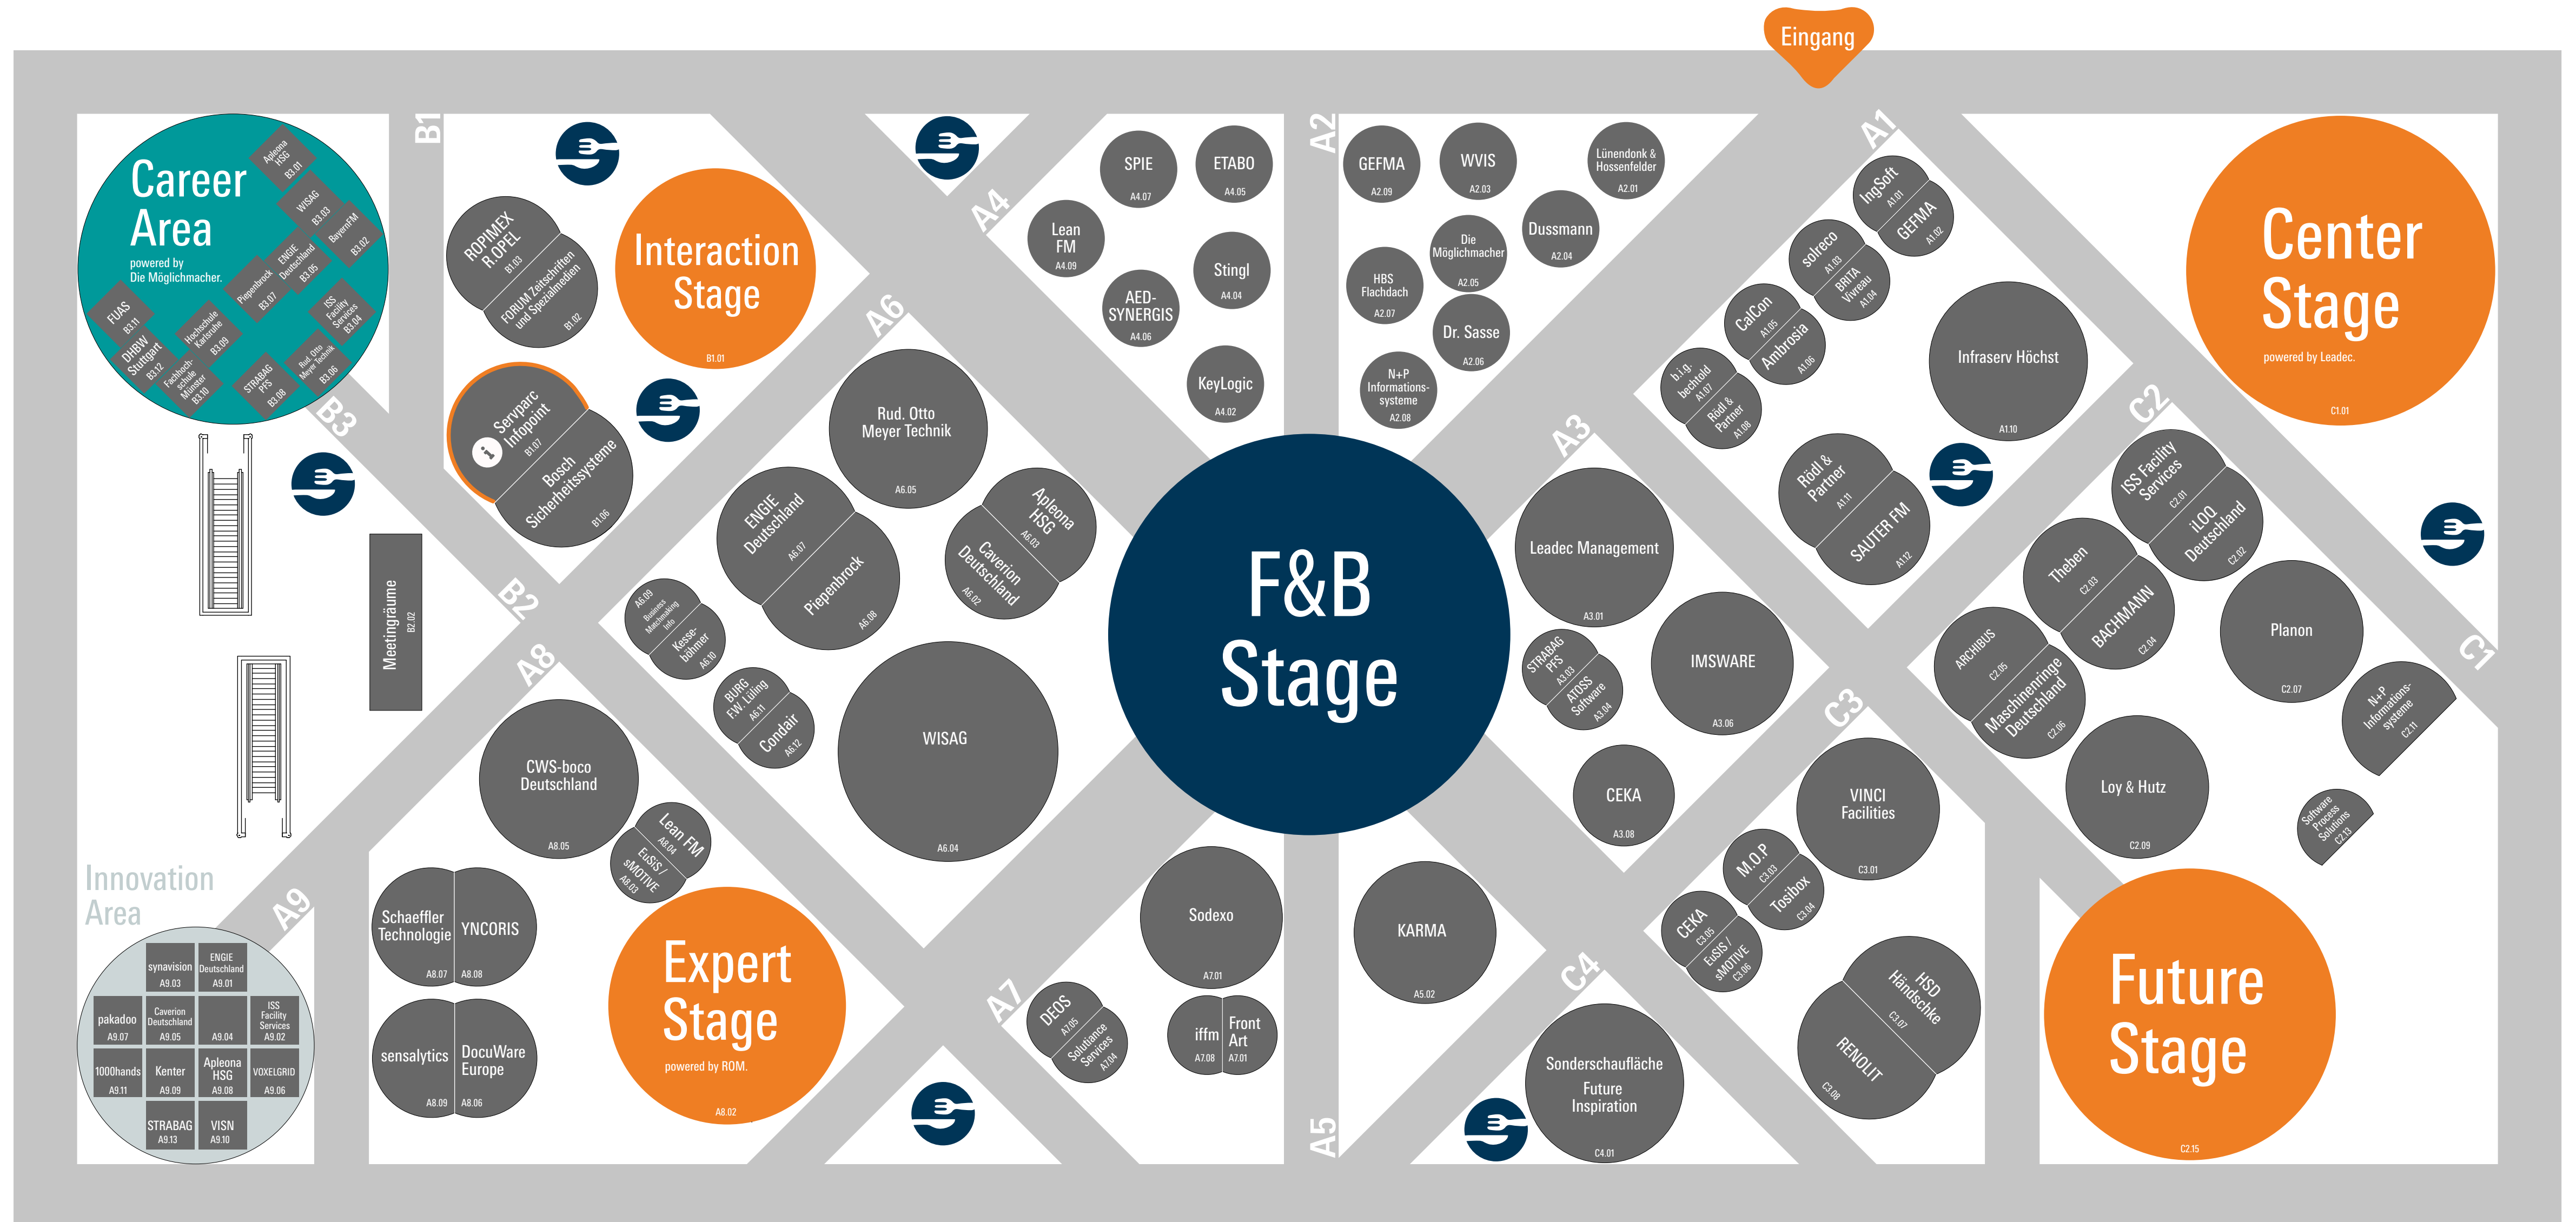 Eingang
B1
A4
A2
A1
Career
Area
powered by
Die Möglichmacher.
Apleona
HSG
B3.01
WISAG
B3.03
BayernFM
B3.02
ENGIE
Deutschland
B3.05
Piepenbrock
B3.07
ISS
Facility
Services
B3.04
FUAS
B3.11
Hochschule
Karlsruhe
B3.09
Rud. Otto
Meyer Technik
B3.06
DHBW
Stuttgart
B3.12
Fachhoch-
schule
Münster
B3.10
STRABAG
PFS
B3.08
B3
ROPIMEX
R.OPEL
B1.03
FORUM Zeitschriften
und Spezialmedien
B1.02
Interaction
Stage
B1.01
i
Servparc
Infopoint
B1.07
Bosch
Sicherheitssysteme
B1.06
SPIE
A4.07
ETABO
A4.05
Lean
FM
A4.09
Stingl
A4.04
AED-
SYNERGIS
A4.06
KeyLogic
A4.02
GEFMA
A2.09
WVIS
A2.03
Lünendonk &
Hossenfelder
A2.01
Dussmann
A2.04
Die
Möglichmacher
A2.05
HBS
Flachdach
A2.07
Dr. Sasse
A2.06
N+P
Informations-
systeme
A2.08
IngSoft
A1.01
GEFMA
A1.02
solreco
A1.03
BRITA
Vivreau
A1.04
CalCon
A1.05
Ambrosia
A1.06
b.i.g.
bechtold
A1.07
Rödl &
Partner
A1.08
Infraserv Höchst
A1.10
Rödl &
Partner
A1.11
SAUTER FM
A1.12
Center
Stage
powered by Leadec.
C1.01
C2
C1
A6
Rud. Otto
Meyer Technik
A6.05
ENGIE
Deutschland
A6.07
Piepenbrock
A6.08
Apleona
HSG
A6.03
Caverion
Deutschland
A6.02
A6.09
Business
Matchmaking
Info
Kesse-
böhmer
A6.10
BURG
F.W. Lüling
A6.11
Condair
A6.12
WISAG
A6.04
F&B
Stage
A3
Leadec Management
A3.01
STRABAG
PFS
A3.03
ATOSS
Software
A3.04
IMSWARE
A3.06
CEKA
A3.08
ISS Facility
Services
C2.01
iLOQ
Deutschland
C2.02
Theben
C2.03
BACHMANN
C2.04
ARCHIBUS
C2.05
Maschinenringe
Deutschland
C2.06
Planon
C2.07
N+P
Informations-
systeme
C2.11
Loy & Hutz
C2.09
Software
Process
Solutions
C2.13
Future
Stage
C2.15
Meetingräume
B2.02
B2
A8
CWS-boco
Deutschland
A8.05
Lean FM
A8.04
EuSIS /
sMOTIVE
A8.03
Schaeffler
Technologie
A8.07
YNCORIS
A8.08
sensalytics
A8.09
DocuWare
Europe
A8.06
Expert
Stage
powered by ROM.
A8.02
Innovation
Area
A9
synavision
A9.03
ENGIE
Deutschland
A9.01
pakadoo
A9.07
Caverion
Deutschland
A9.05
A9.04
ISS
Facility
Services
A9.02
1000hands
A9.11
Kenter
A9.09
Apleona
HSG
A9.08
VOXELGRID
A9.06
STRABAG
A9.13
VISN
A9.10
A7
Sodexo
A7.01
DEOS
A7.05
Solutiance
Services
A7.04
iffm
A7.08
Front
Art
A7.01
A5
KARMA
A5.02
C4
Sonderschaufläche
Future
Inspiration
C4.01
C3
VINCI
Facilities
C3.01
M.O.P
C3.03
Tosibox
C3.04
CEKA
C3.05
EuSIS /
sMOTIVE
C3.06
HSD
Händschke
C3.07
RENOLIT
C3.08